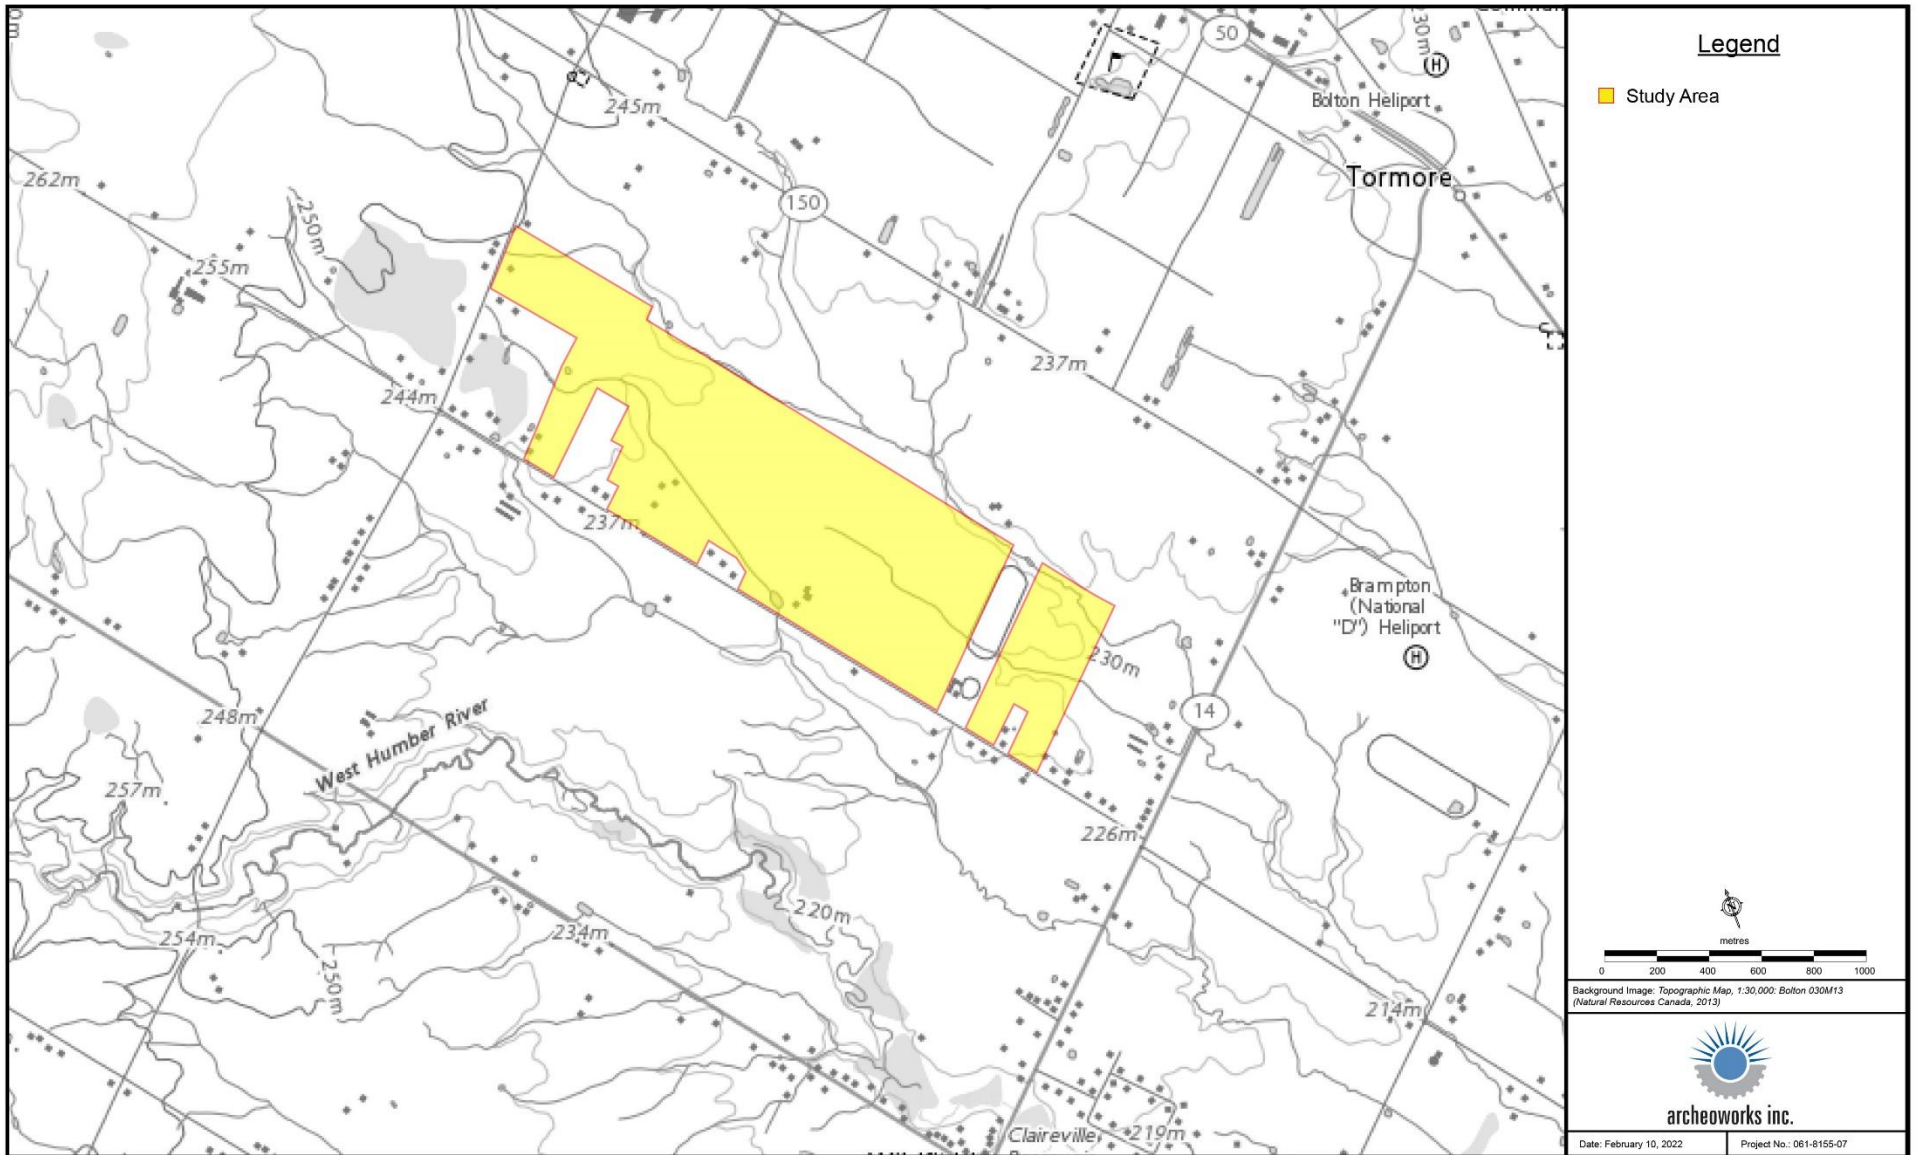 50
230m
H
245m
Bolton Heliport
262m
Tormore
250m
150
255m
237m
244m
237m
Brampton
(National
"D") Heliport
H
230m
14
248m
West Humber River
257m
226m
220m
234m
254m
250m
214m
Claireville
219m
Legend
Study Area
N
metres
0 200 400 600 800 1000
Background Image: Topographic Map, 1:30,000: Bolton 030M13
(Natural Resources Canada, 2013)
archeoworks inc.
Date: February 10, 2022
Project No.: 061-8155-07